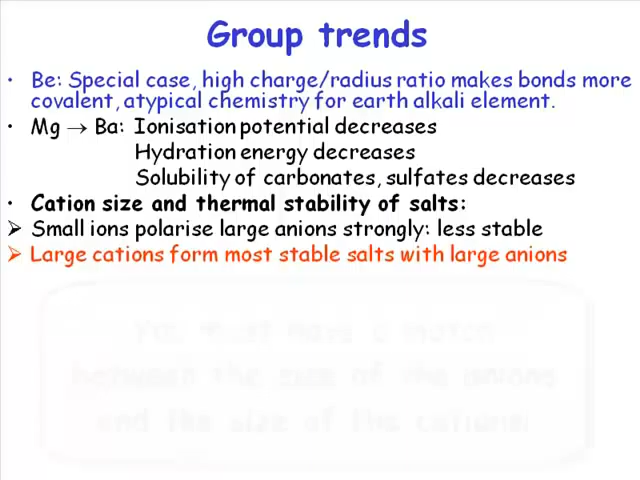 Group trends
• Be: Special case, high charge/radius ratio makes bonds more
covalent, atypical chemistry for earth alkali element.
• Mg → Ba: Ionisation potential decreases
Hydration energy decreases
Solubility of carbonates, sulfates decreases
• Cation size and thermal stability of salts:
➢ Small ions polarise large anions strongly: less stable
➢ Large cations form most stable salts with large anions
You must have a match
between the size of the anions
and the size of the cations.